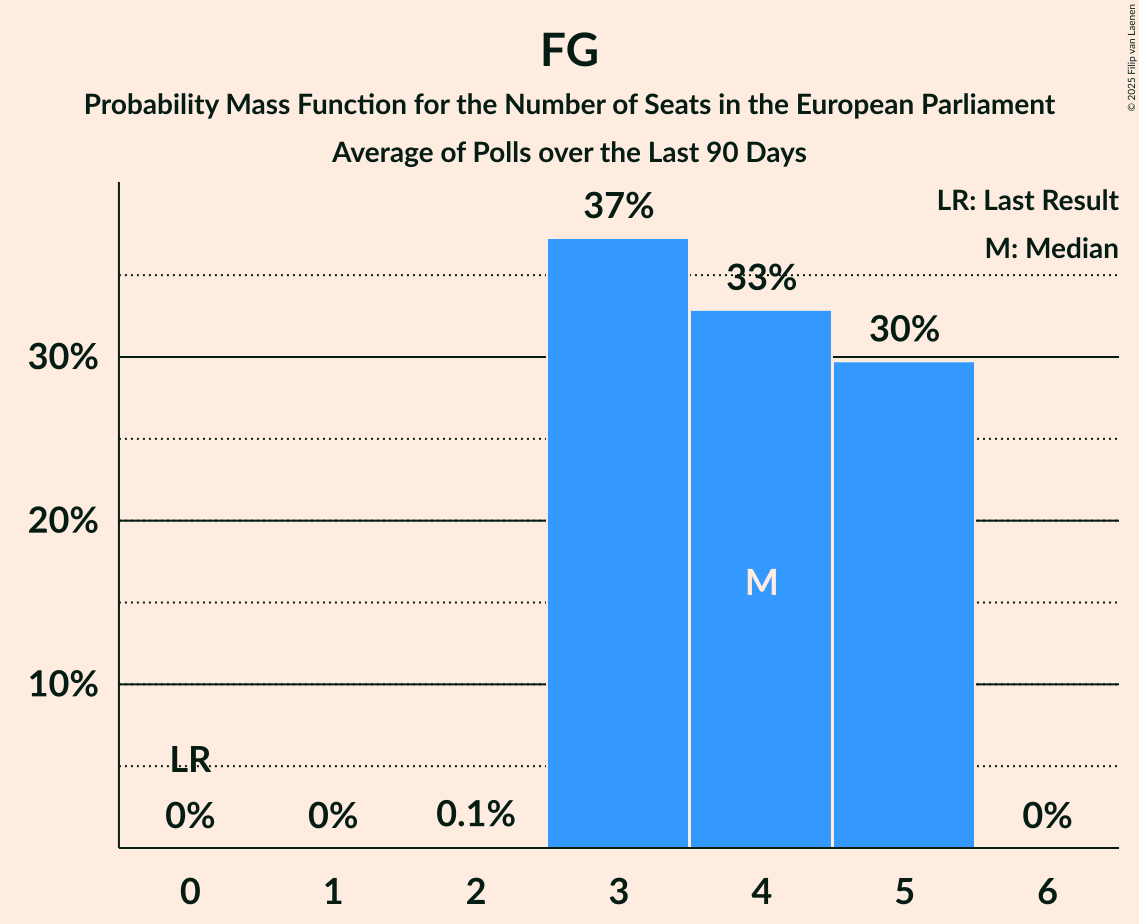 FG
Probability Mass Function for the Number of Seats in the European Parliament
Average of Polls over the Last 90 Days
© 2025 Filip van Laenen
LR: Last Result
M: Median
37%
33%
30%
30%
20%
10%
M
LR
0%
0%
0.1%
0%
0
1
2
3
4
5
6